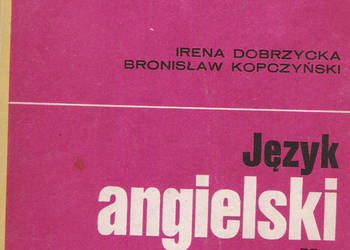 IRENA DOBRZYCKA
BRONISŁAW KOPCZYŃSKI
Język
angielski